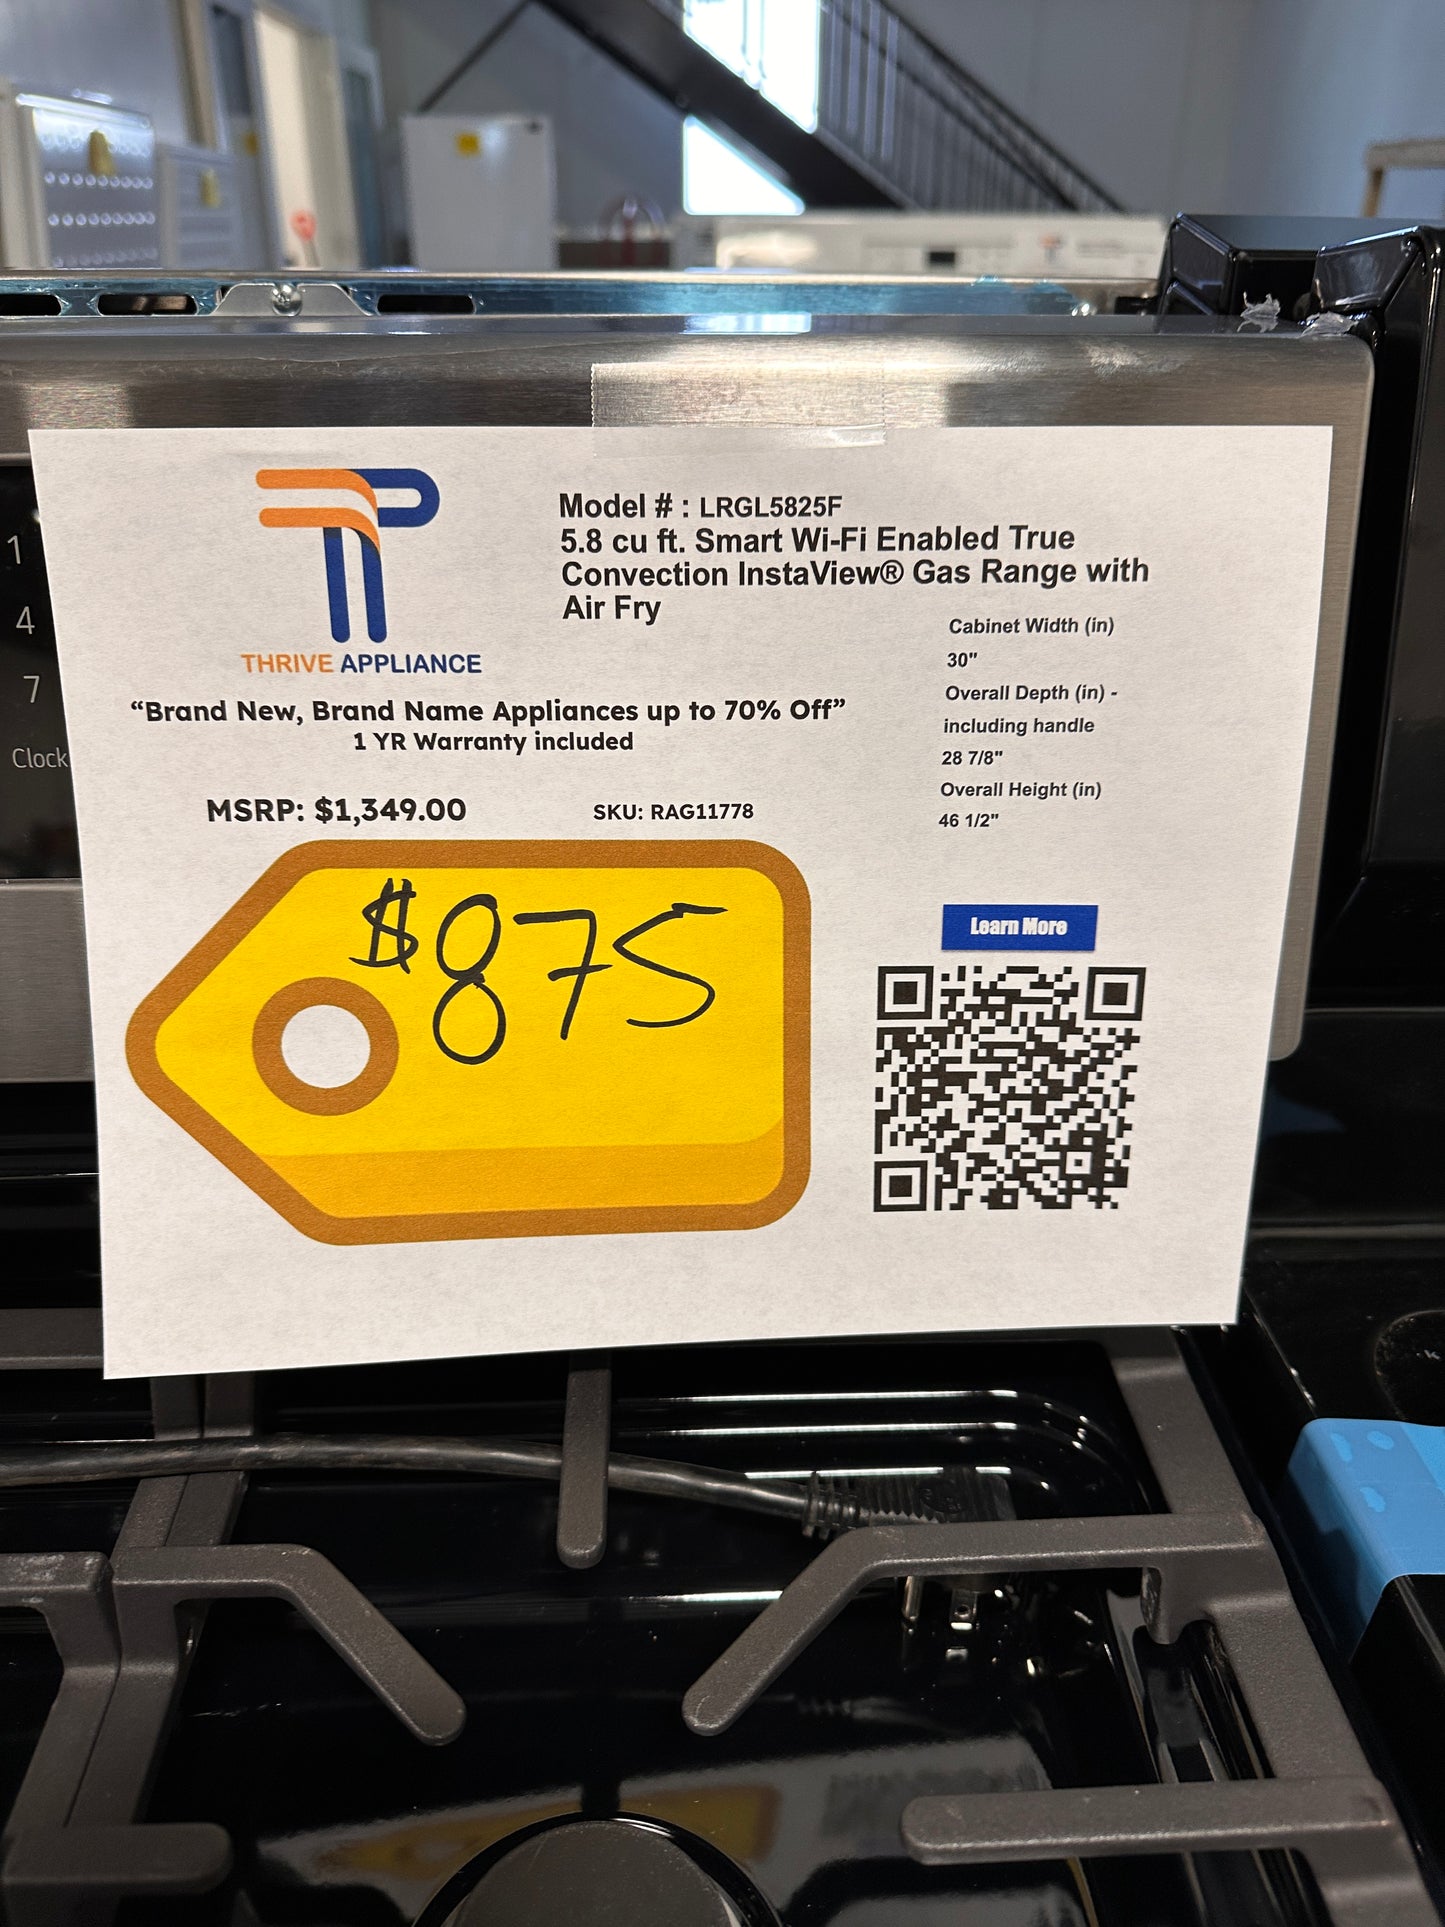 Model # : LRGL5825F
5.8 cu ft. Smart Wi-Fi Enabled True
Convection InstaView® Gas Range with
Air Fry
THRIVE APPLIANCE
“Brand New, Brand Name Appliances up to 70% Off”
1 YR Warranty included
Cabinet Width (in)
30"
Overall Depth (in) -
including handle
28 7/8"
Overall Height (in)
46 1/2"
MSRP: $1,349.00
SKU: RAG11778
$875
Learn More
1
4
7
Clock